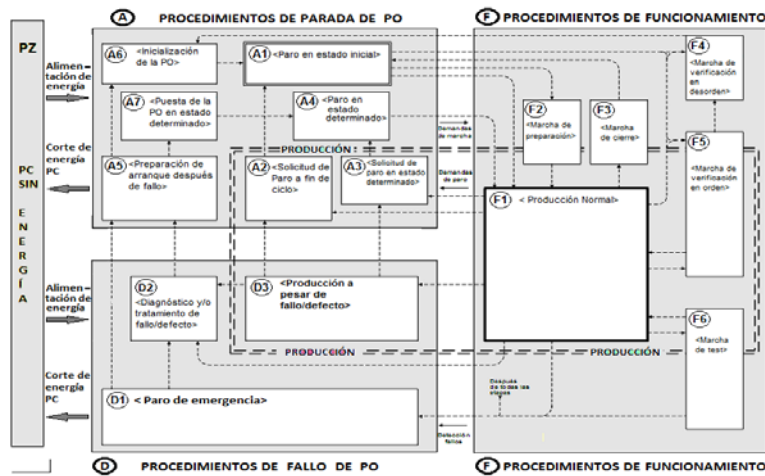 A PROCEDIMIENTOS DE PARADA DE PO
F PROCEDIMIENTOS DE FUNCIONAMIENTO
PZ
Alimen-
tación de
energía
Corte de
energía
PC
PC
SIN
ENERGÍA
Alimen-
tación de
energía
Corte de
energía
PC
A6 <Inicialización
de la PO>
A1 <Paro en estado inicial>
A7 <Puesta de la
PO en estado
determinado>
A4 <Paro en
estado
determinado>
Demandas
de marcha
F2
<Marcha
de
preparación>
F3
<Marcha
de cierre>
F4
<Marcha de
verificación
en
desorden>
PRODUCCIÓN
A5 <Preparación de
arranque después
de fallo>
A2 <Solicitud de
Paro a fin de
ciclo>
A3 <Solicitud de
paro en estado
determinado>
Demandas
de paro
F5
<Marcha
de
verificación
en orden>
F1 < Producción Normal>
D2
<Diagnóstico y/o
tratamiento de
fallo/defecto>
D3 <Producción a
pesar de
fallo/defecto>
F6
<Marcha
de test>
PRODUCCIÓN
PRODUCCIÓN
D1 < Paro de emergencia>
Después
de todas las
etapas
Detección
fallos
D PROCEDIMIENTOS DE FALLO DE PO
F PROCEDIMIENTOS DE FUNCIONAMIENTO